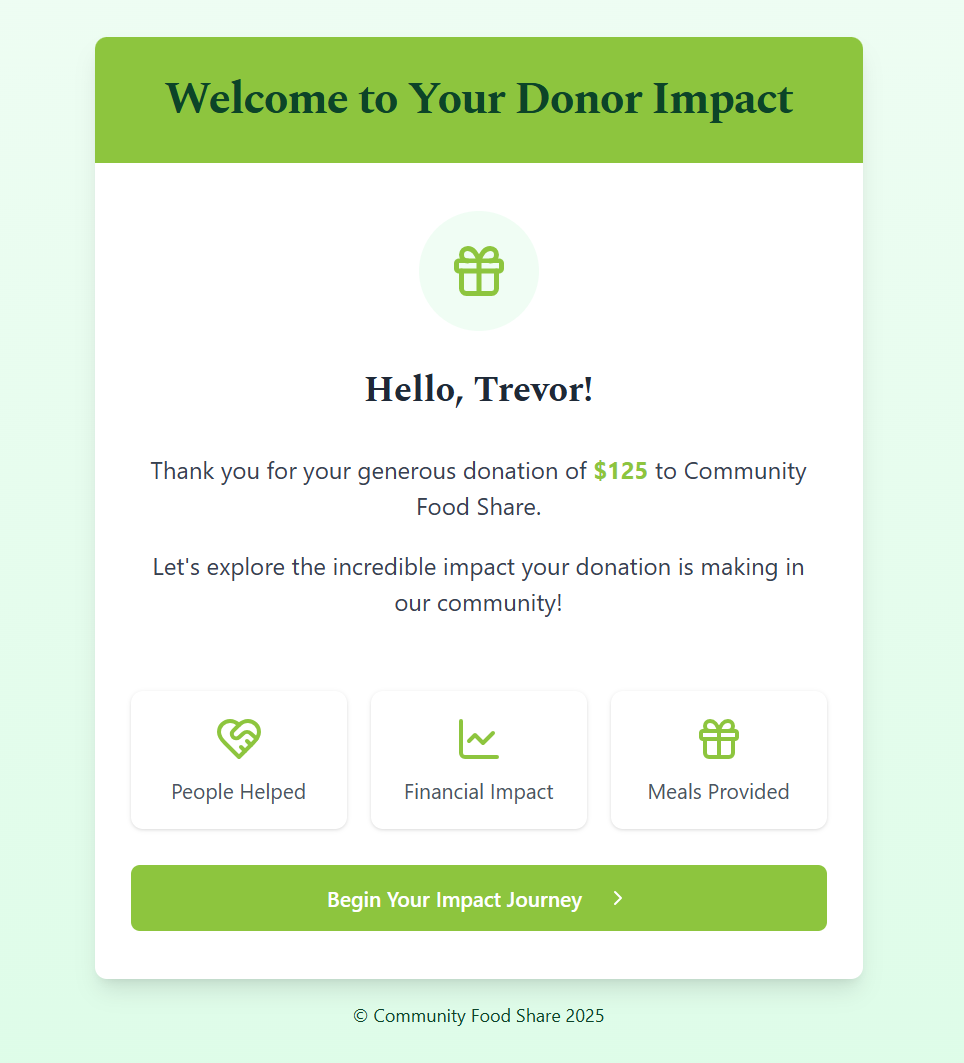 Welcome to Your Donor Impact
Hello, Trevor!
Thank you for your generous donation of $125 to Community
Food Share.
Let's explore the incredible impact your donation is making in
our community!
People Helped
Financial Impact
Meals Provided
Begin Your Impact Journey
© Community Food Share 2025